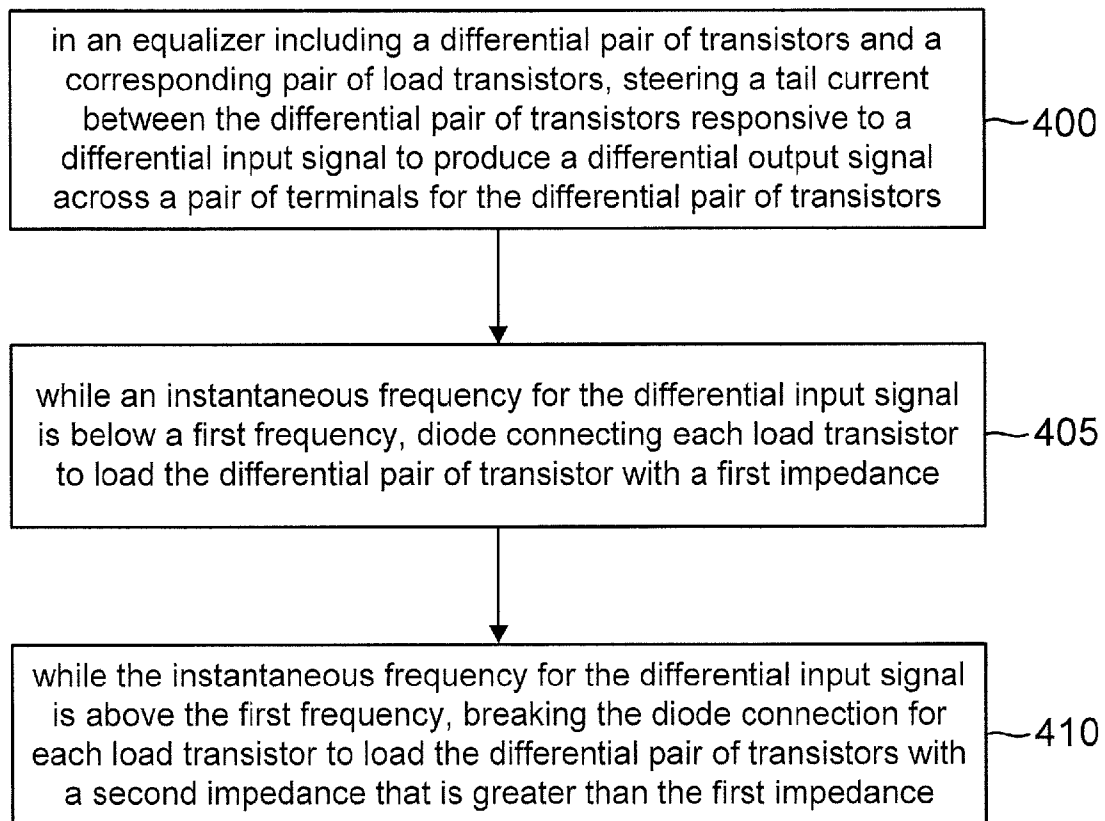 in an equalizer including a differential pair of transistors and a
corresponding pair of load transistors, steering a tail current
between the differential pair of transistors responsive to a
differential input signal to produce a differential output signal
across a pair of terminals for the differential pair of transistors
400
while an instantaneous frequency for the differential input signal
is below a first frequency, diode connecting each load transistor
to load the differential pair of transistor with a first impedance
405
while the instantaneous frequency for the differential input signal
is above the first frequency, breaking the diode connection for
each load transistor to load the differential pair of transistors with
a second impedance that is greater than the first impedance
410